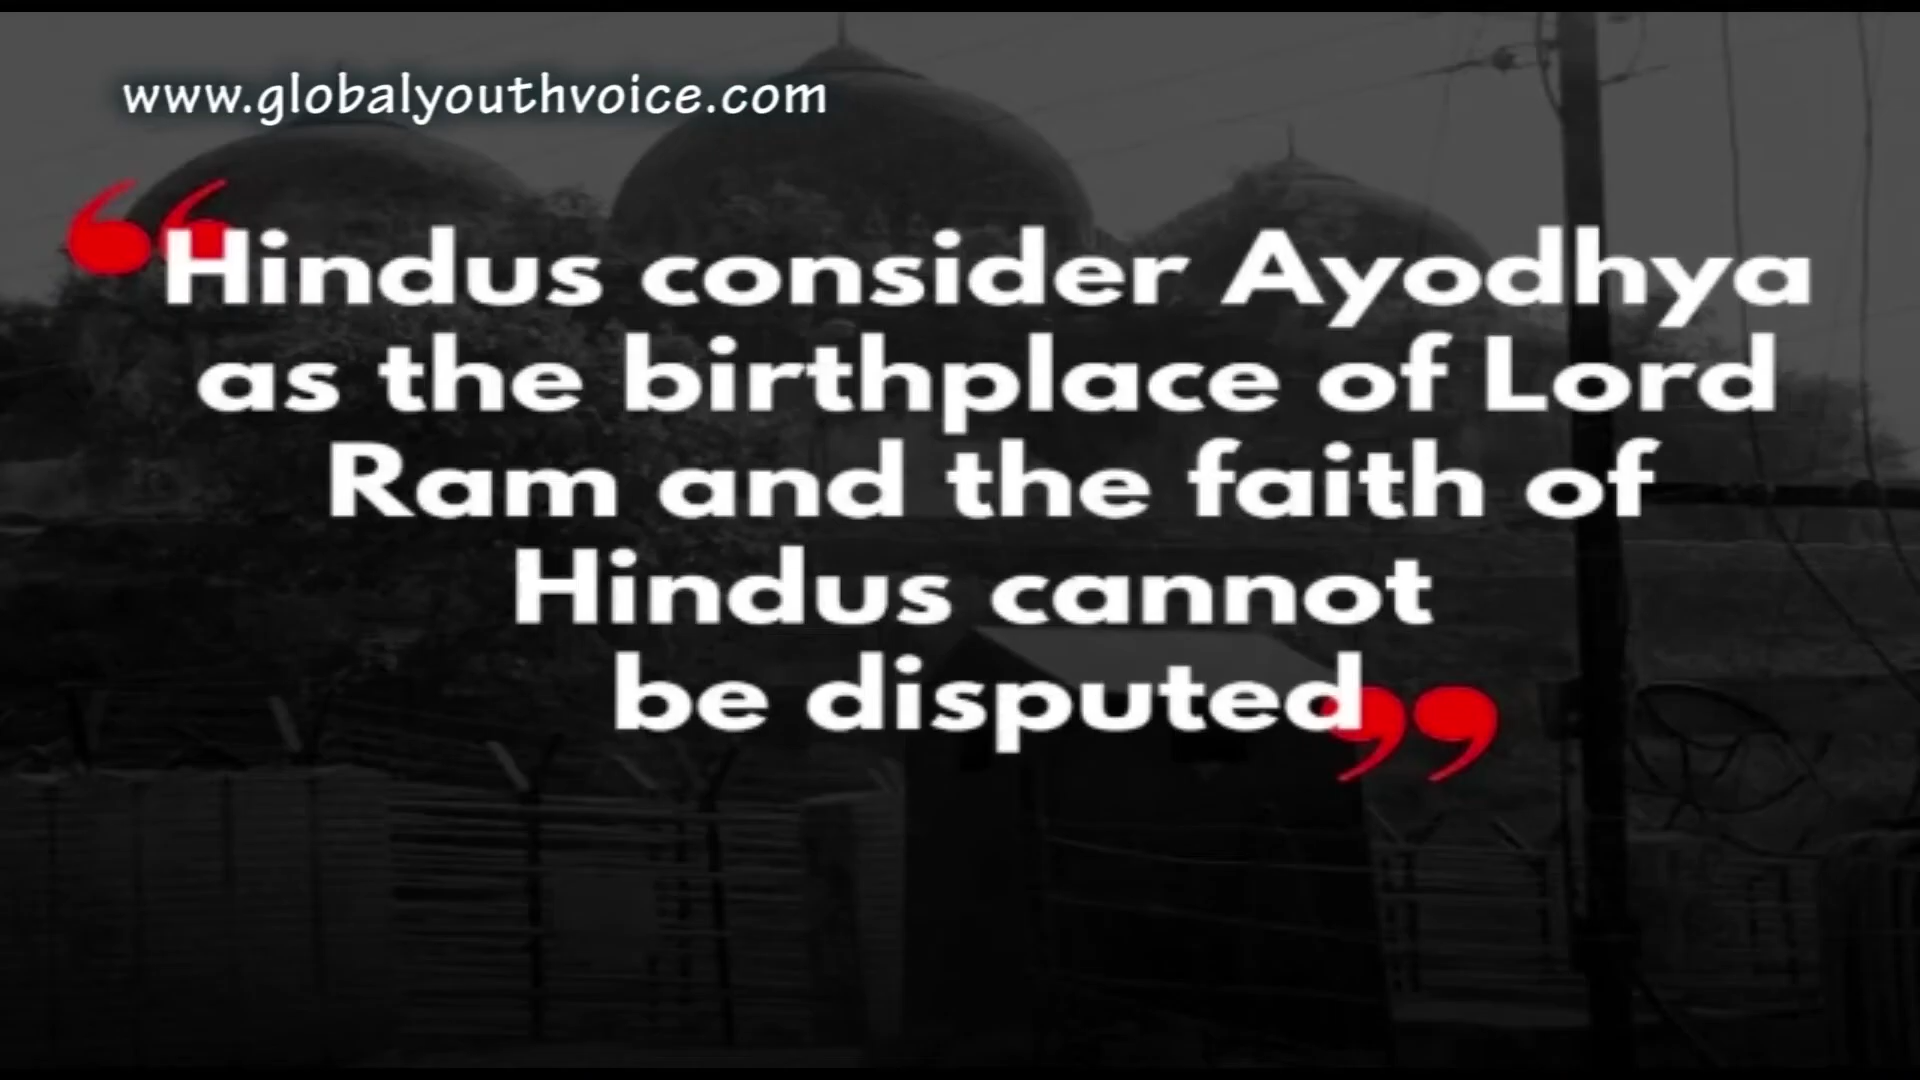 www.globalyouthvoice.com
“Hindus consider Ayodhya
as the birthplace of Lord
Ram and the faith of
Hindus cannot
be disputed”